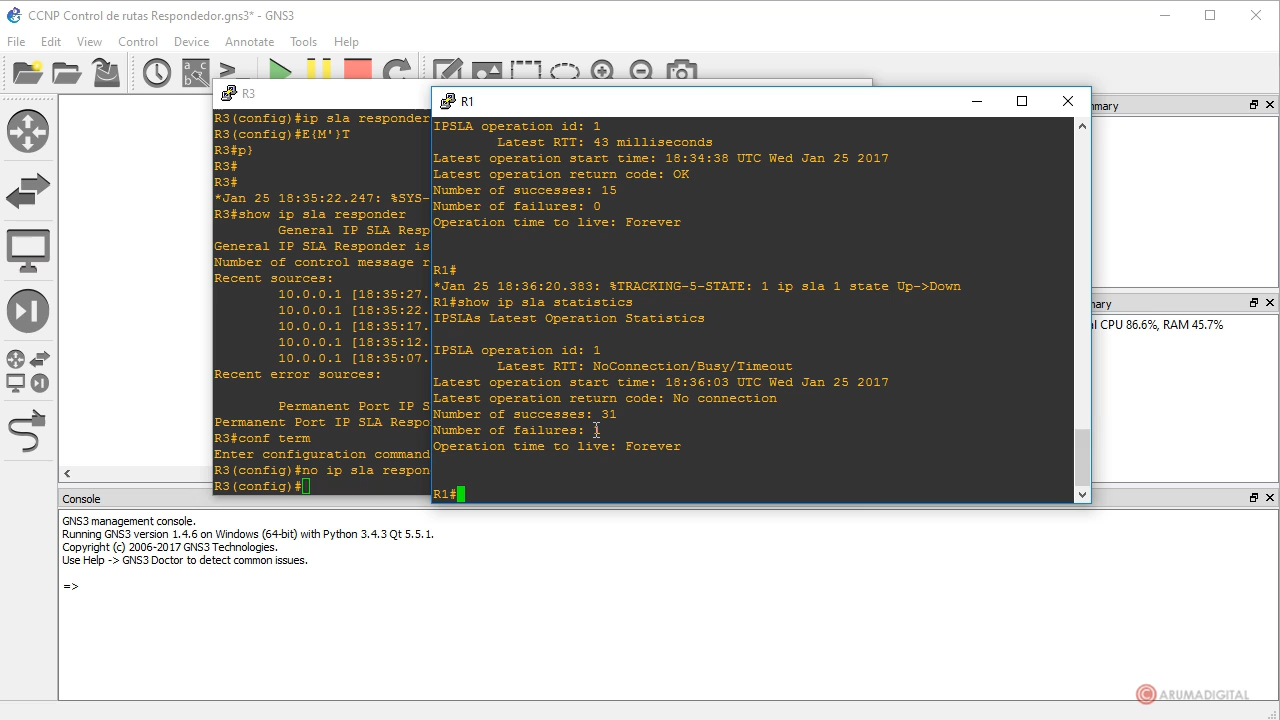 CCNP Control de rutas Respondedor.gns3* - GNS3
File Edit View Control Device Annotate Tools Help
R3
R3(config)#ip sla responder
R3(config)#E{M'}T
R3#p}
R3#
R3#
*Jan 25 18:35:22.247: %SYS-
R3#show ip sla responder
General IP SLA Resp
General IP SLA Responder is
Number of control message r
Recent sources:
10.0.0.1 [18:35:27.
10.0.0.1 [18:35:22.
10.0.0.1 [18:35:17.
10.0.0.1 [18:35:12.
10.0.0.1 [18:35:07.
Recent error sources:
Permanent Port IP S
Permanent Port IP SLA Respo
R3#conf term
Enter configuration command
R3(config)#no ip sla respon
R3(config)#
R1
IPSLA operation id: 1
Latest RTT: 43 milliseconds
Latest operation start time: 18:34:38 UTC Wed Jan 25 2017
Latest operation return code: OK
Number of successes: 15
Number of failures: 0
Operation time to live: Forever
R1#
*Jan 25 18:36:20.383: %TRACKING-5-STATE: 1 ip sla 1 state Up->Down
R1#show ip sla statistics
IPSLAs Latest Operation Statistics
IPSLA operation id: 1
Latest RTT: NoConnection/Busy/Timeout
Latest operation start time: 18:36:03 UTC Wed Jan 25 2017
Latest operation return code: No connection
Number of successes: 31
Number of failures: 1
Operation time to live: Forever
R1#
mmary
ary
l CPU 86.6%, RAM 45.7%
Console
GNS3 management console.
Running GNS3 version 1.4.6 on Windows (64-bit) with Python 3.4.3 Qt 5.5.1.
Copyright (c) 2006-2017 GNS3 Technologies.
Use Help -> GNS3 Doctor to detect common issues.
=>
© ARUMADIGITAL